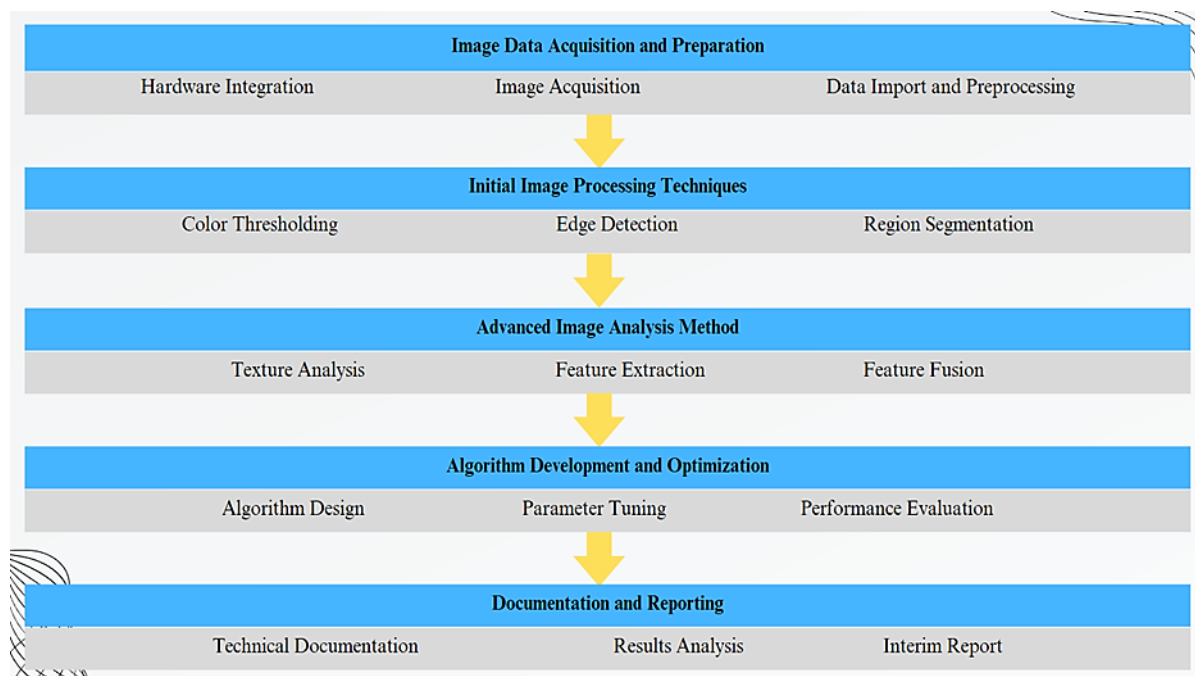 Image Data Acquisition and Preparation
Hardware Integration Image Acquisition Data Import and Preprocessing
Initial Image Processing Techniques
Color Thresholding Edge Detection Region Segmentation
Advanced Image Analysis Method
Texture Analysis Feature Extraction Feature Fusion
Algorithm Development and Optimization
Algorithm Design Parameter Tuning Performance Evaluation
Documentation and Reporting
Technical Documentation Results Analysis Interim Report